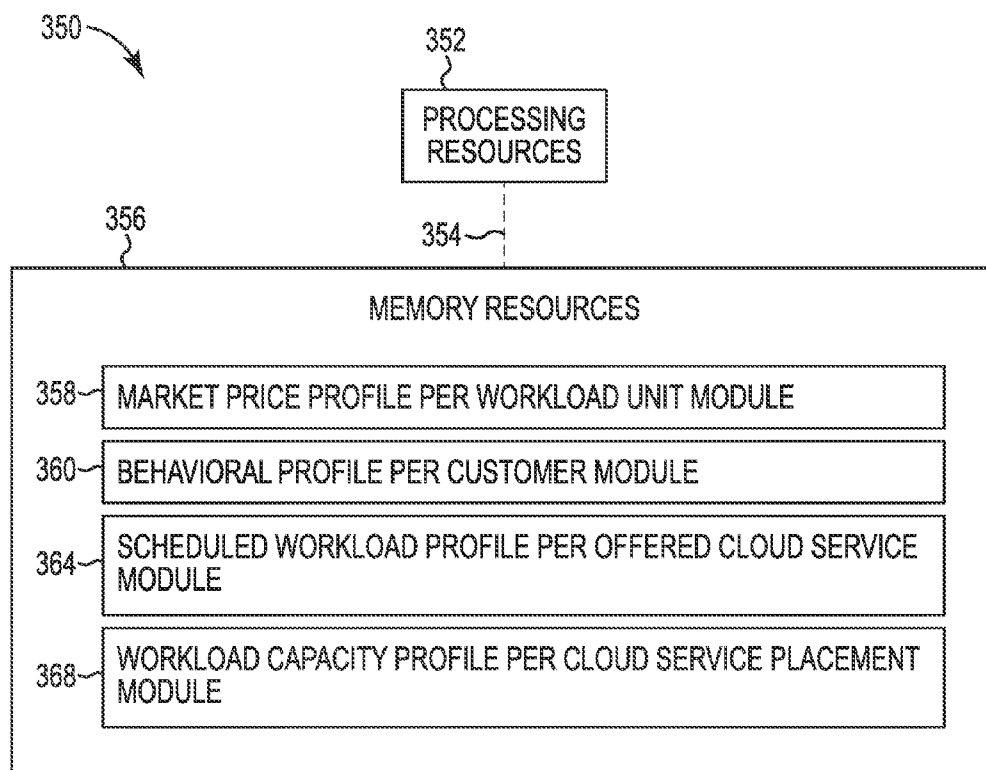 350
352
PROCESSING
RESOURCES
356
354
MEMORY RESOURCES
358 MARKET PRICE PROFILE PER WORKLOAD UNIT MODULE
360 BEHAVIORAL PROFILE PER CUSTOMER MODULE
364 SCHEDULED WORKLOAD PROFILE PER OFFERED CLOUD SERVICE
MODULE
368 WORKLOAD CAPACITY PROFILE PER CLOUD SERVICE PLACEMENT
MODULE